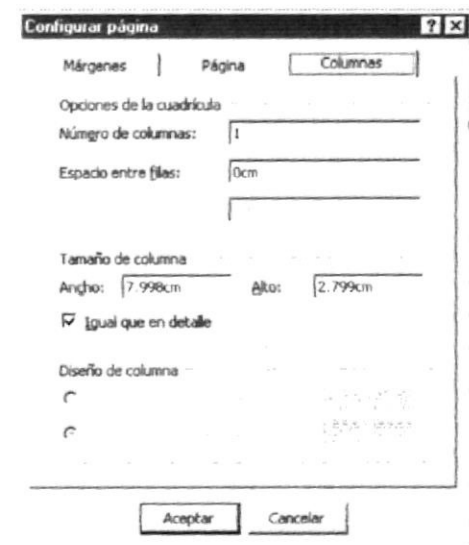 Configurar página ? X
Márgenes Página Columnas
Opciones de la cuadrícula
Número de columnas: 1
Espacio entre filas: 0cm
Tamaño de columna
Ancho: 7.998cm Alto: 2.799cm
Igual que en detalle
Diseño de columna
Aceptar Cancelar